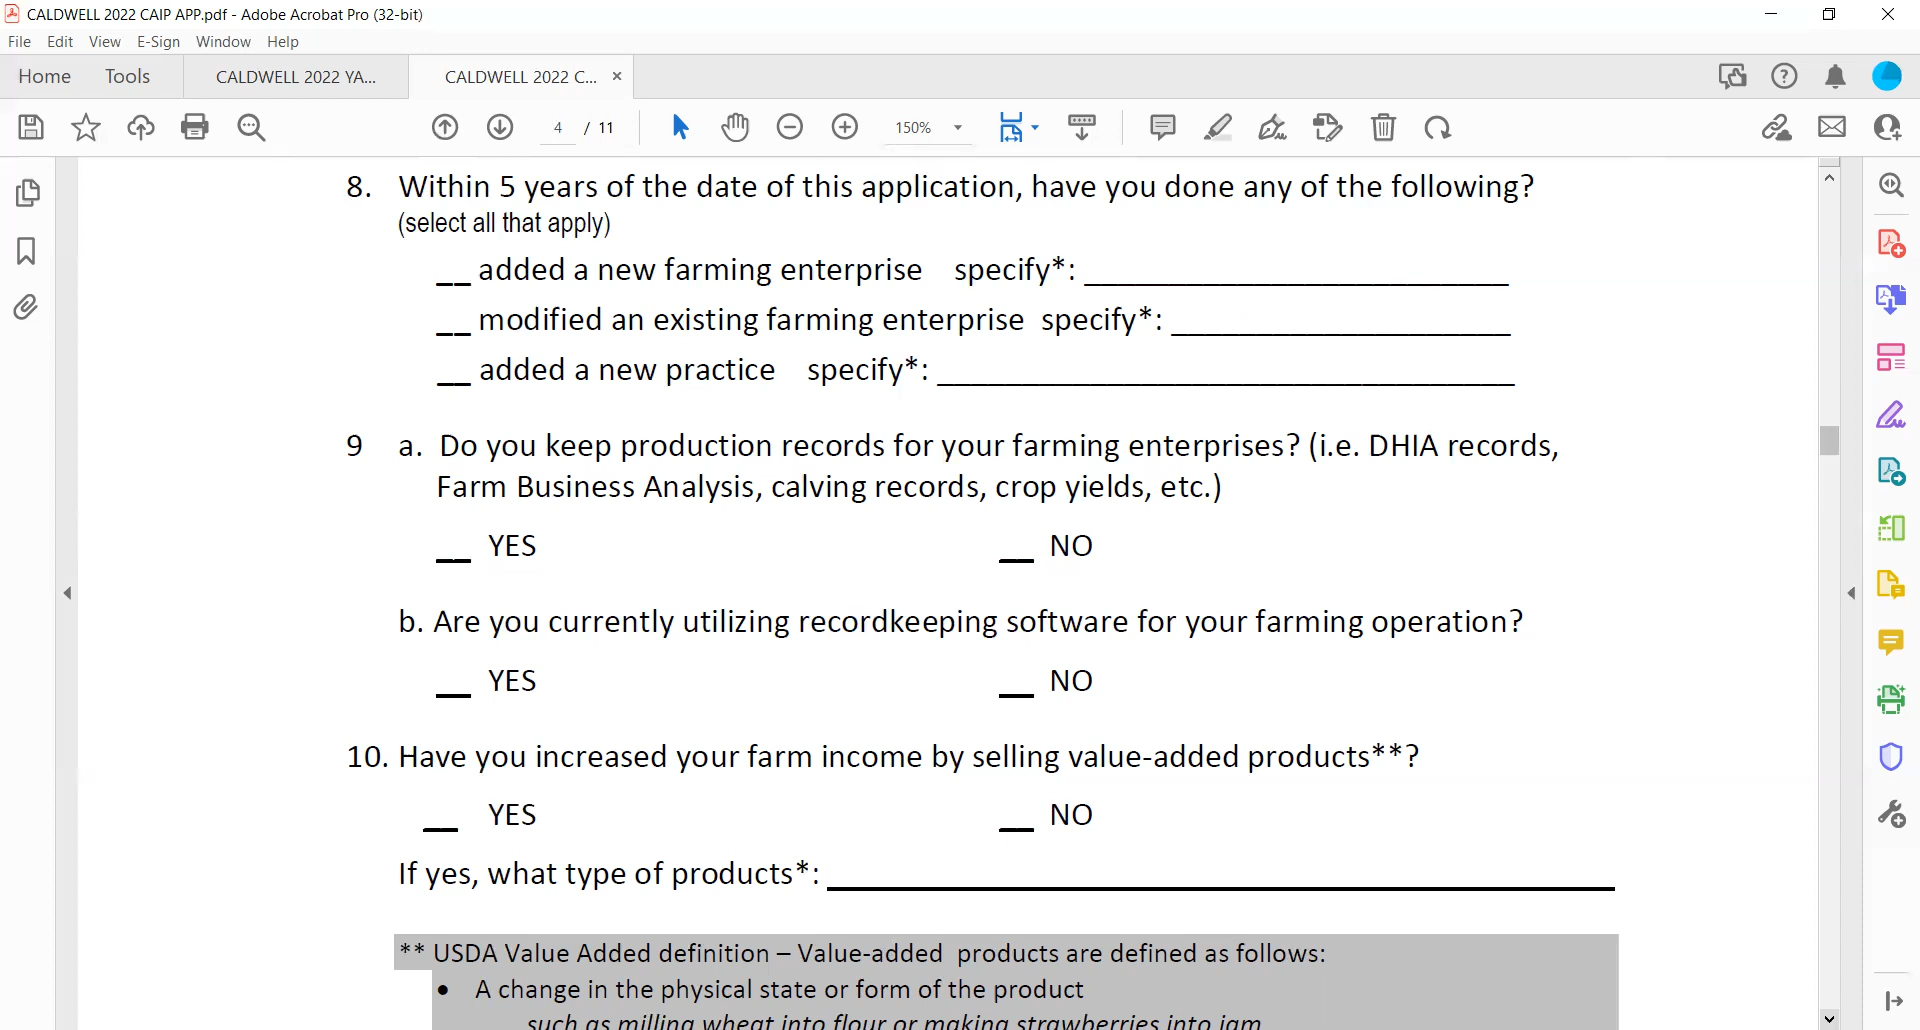 CALDWELL 2022 CAIP APP.pdf - Adobe Acrobat Pro (32-bit)
File Edit View E-Sign Window Help
Home Tools CALDWELL 2022 YA... CALDWELL 2022 C... ×
4 / 11 150%
8. Within 5 years of the date of this application, have you done any of the following?
(select all that apply)
__ added a new farming enterprise specify*: __________________________
__ modified an existing farming enterprise specify*: _____________________
__ added a new practice specify*: ____________________________________
9 a. Do you keep production records for your farming enterprises? (i.e. DHIA records,
Farm Business Analysis, calving records, crop yields, etc.)
__ YES __ NO
b. Are you currently utilizing recordkeeping software for your farming operation?
__ YES __ NO
10. Have you increased your farm income by selling value-added products**?
__ YES __ NO
If yes, what type of products*: ______________________________________________
** USDA Value Added definition – Value-added products are defined as follows:
• A change in the physical state or form of the product
such as milling wheat into flour or making strawberries into jam